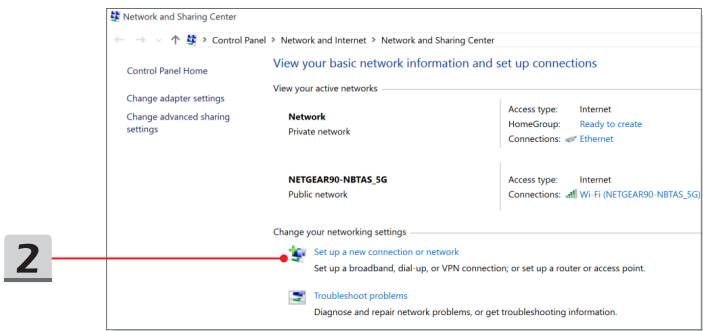 Network and Sharing Center
Control Panel > Network and Internet > Network and Sharing Center
Control Panel Home
Change adapter settings
Change advanced sharing
settings
View your basic network information and set up connections
View your active networks
Network
Private network
Access type: Internet
HomeGroup: Ready to create
Connections: Ethernet
NETGEAR90-NBTAS_5G
Public network
Access type: Internet
Connections: Wi-Fi (NETGEAR90-NBTAS_5G)
Change your networking settings
2
Set up a new connection or network
Set up a broadband, dial-up, or VPN connection; or set up a router or access point.
Troubleshoot problems
Diagnose and repair network problems, or get troubleshooting information.